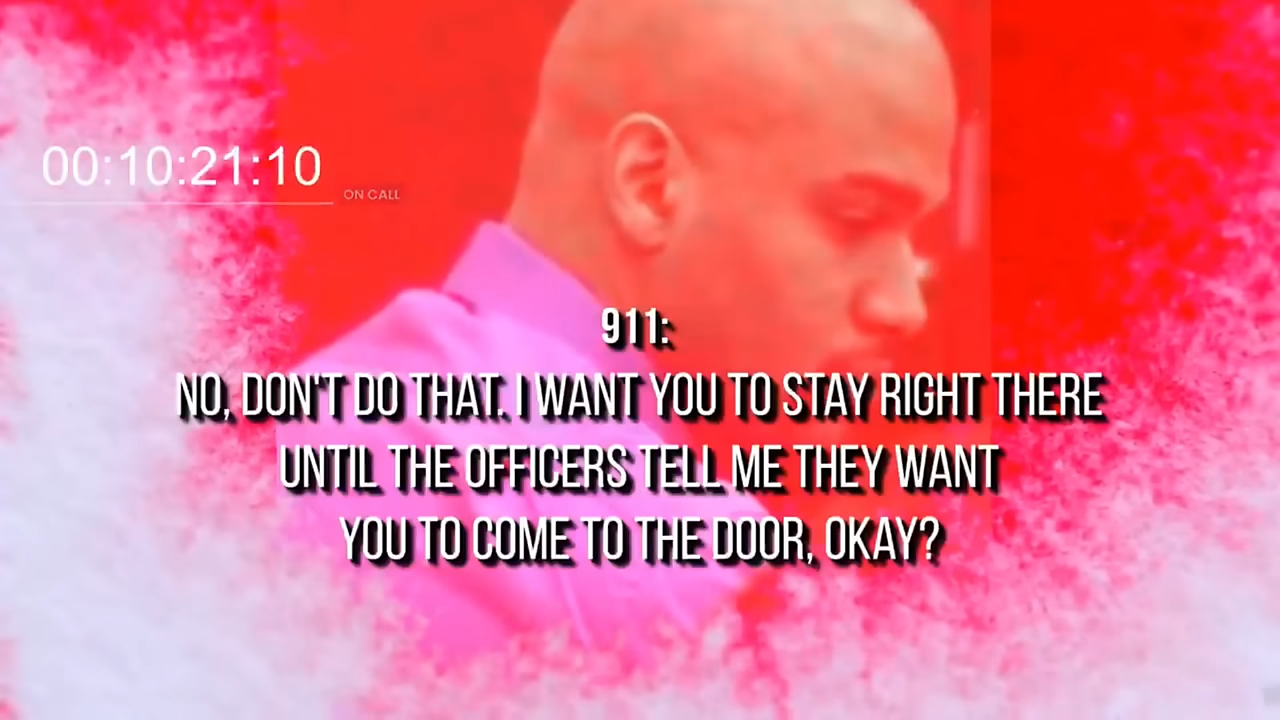 00:10:21:10
ON CALL
911:
NO, DON'T DO THAT. I WANT YOU TO STAY RIGHT THERE
UNTIL THE OFFICERS TELL ME THEY WANT
YOU TO COME TO THE DOOR, OKAY?